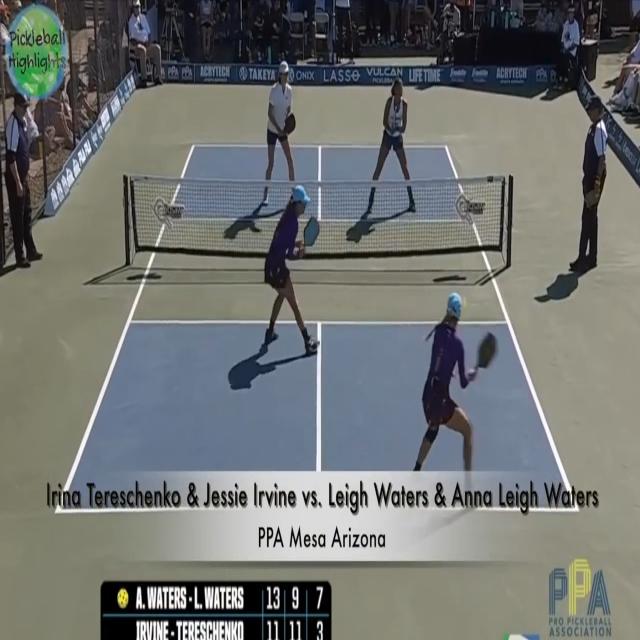 Pickleball
Highlights
ACRYTECH TAKEYA ONIX LASSO VULCAN LIFETIME Franklin ACRYTECH
Irina Tereschenko & Jessie Irvine vs. Leigh Waters & Anna Leigh Waters
PPA Mesa Arizona
A. WATERS - L. WATERS 13 9 7
IRVINE - TERESCHENKO 11 11 3
PPA
PRO PICKLEBALL
ASSOCIATION